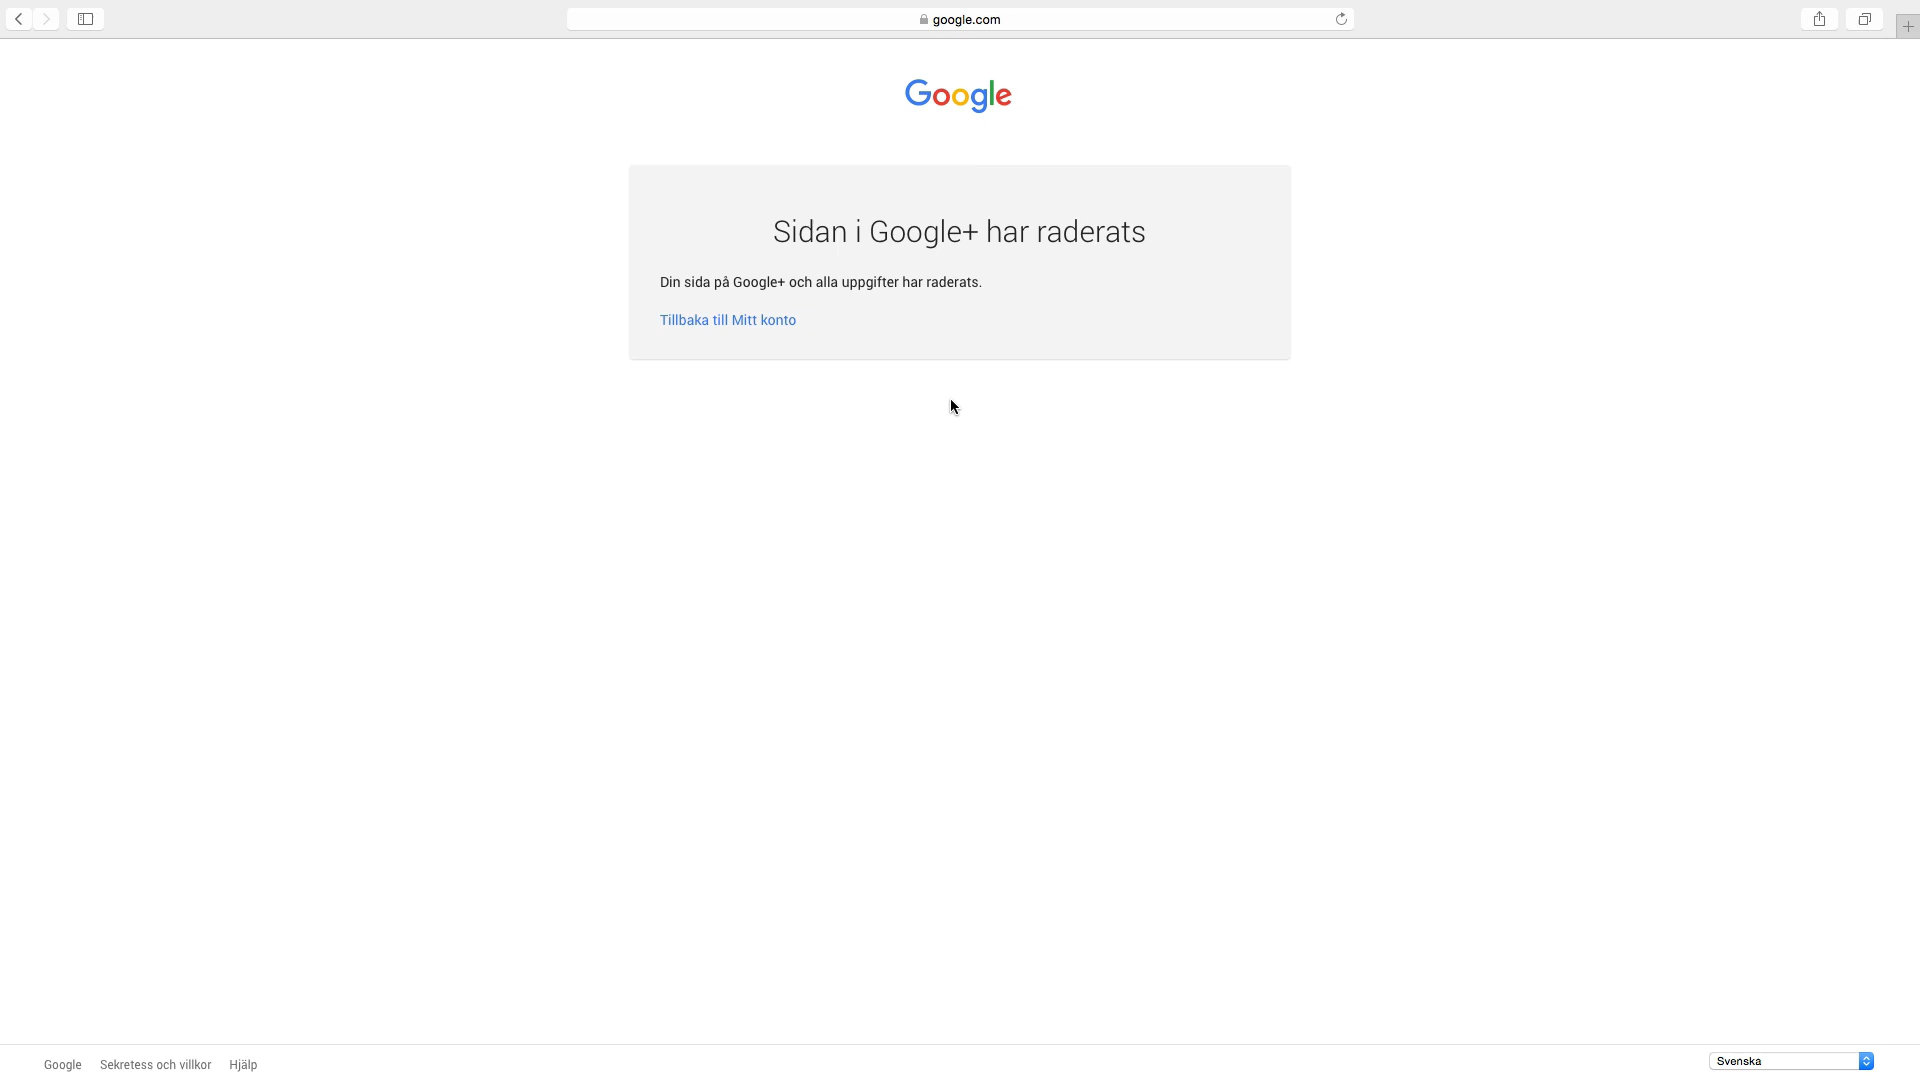 google.com
Google
Sidan i Google+ har raderats
Din sida på Google+ och alla uppgifter har raderats.
Tillbaka till Mitt konto
Google Sekretess och villkor Hjälp
Svenska